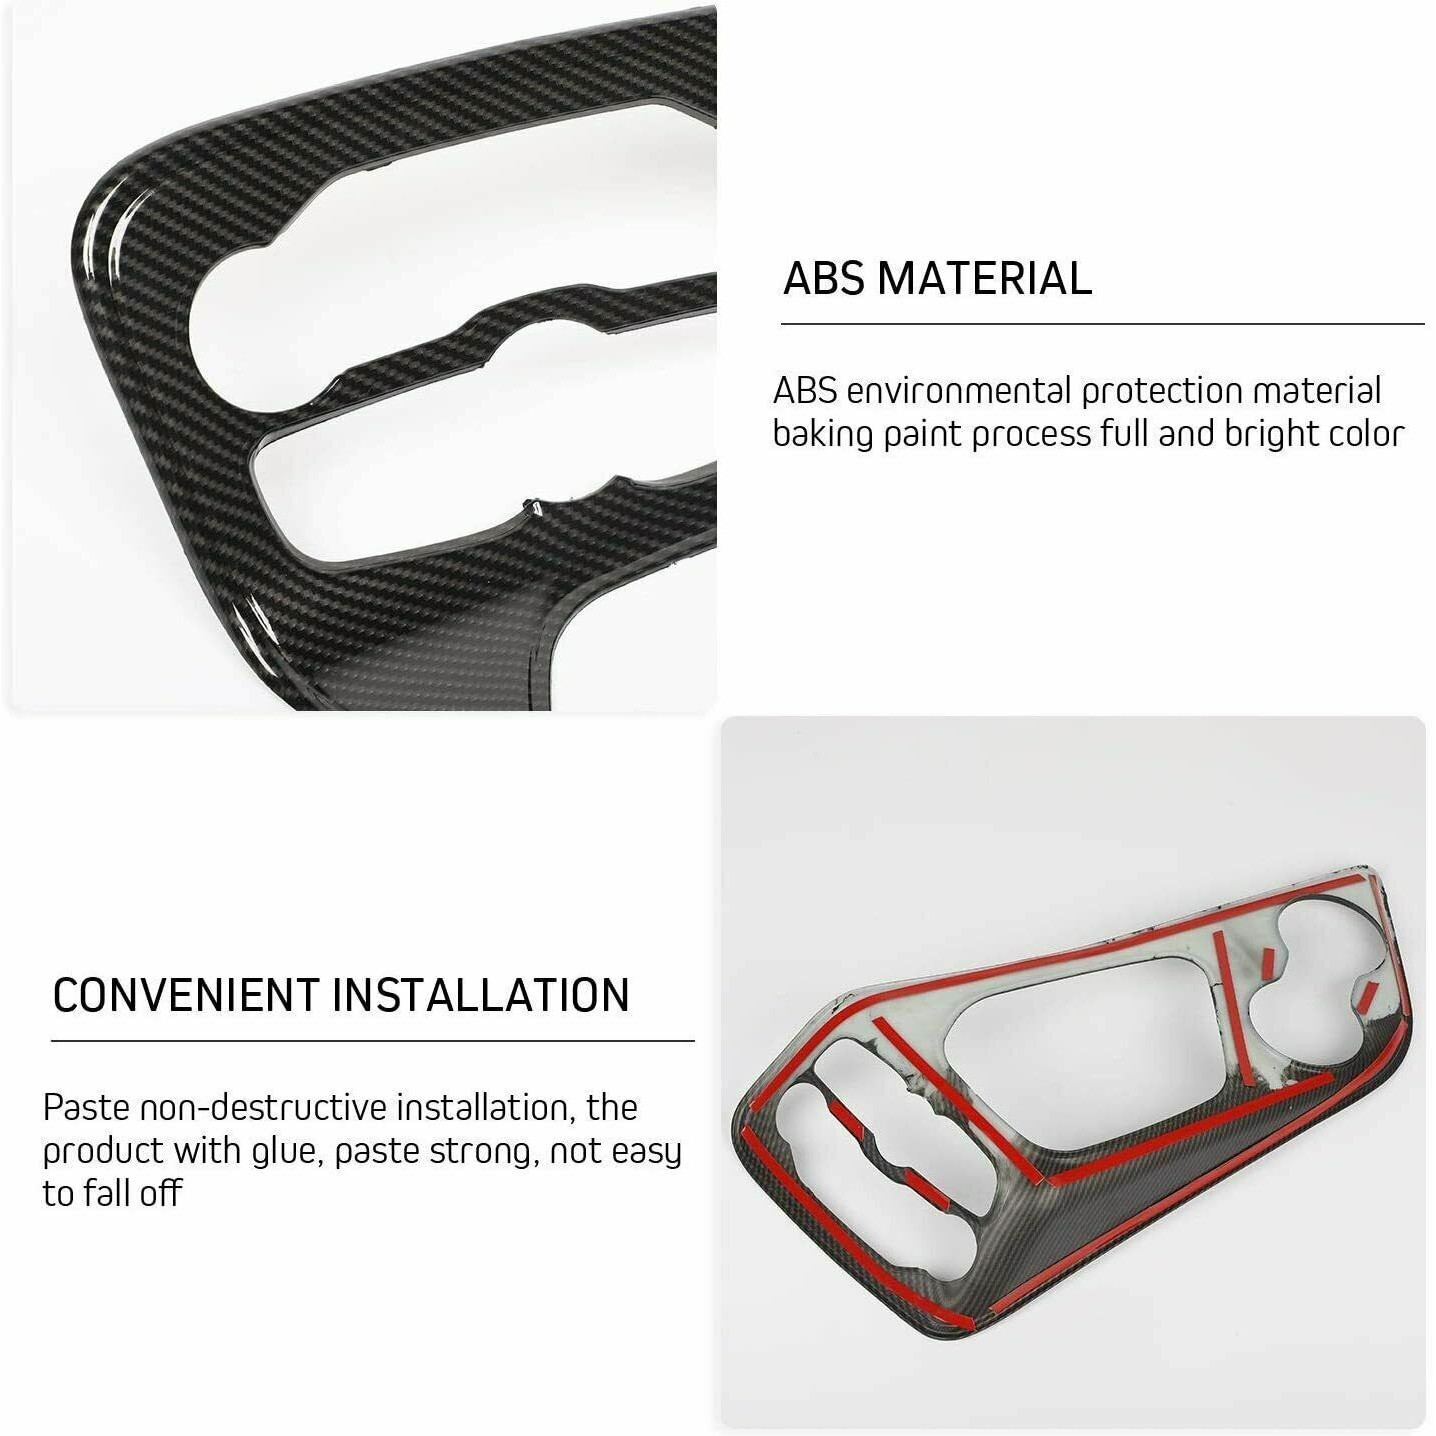 ABS MATERIAL
ABS environmental protection material
baking paint process full and bright color
CONVENIENT INSTALLATION
Paste non-destructive installation, the
product with glue, paste strong, not easy
to fall off